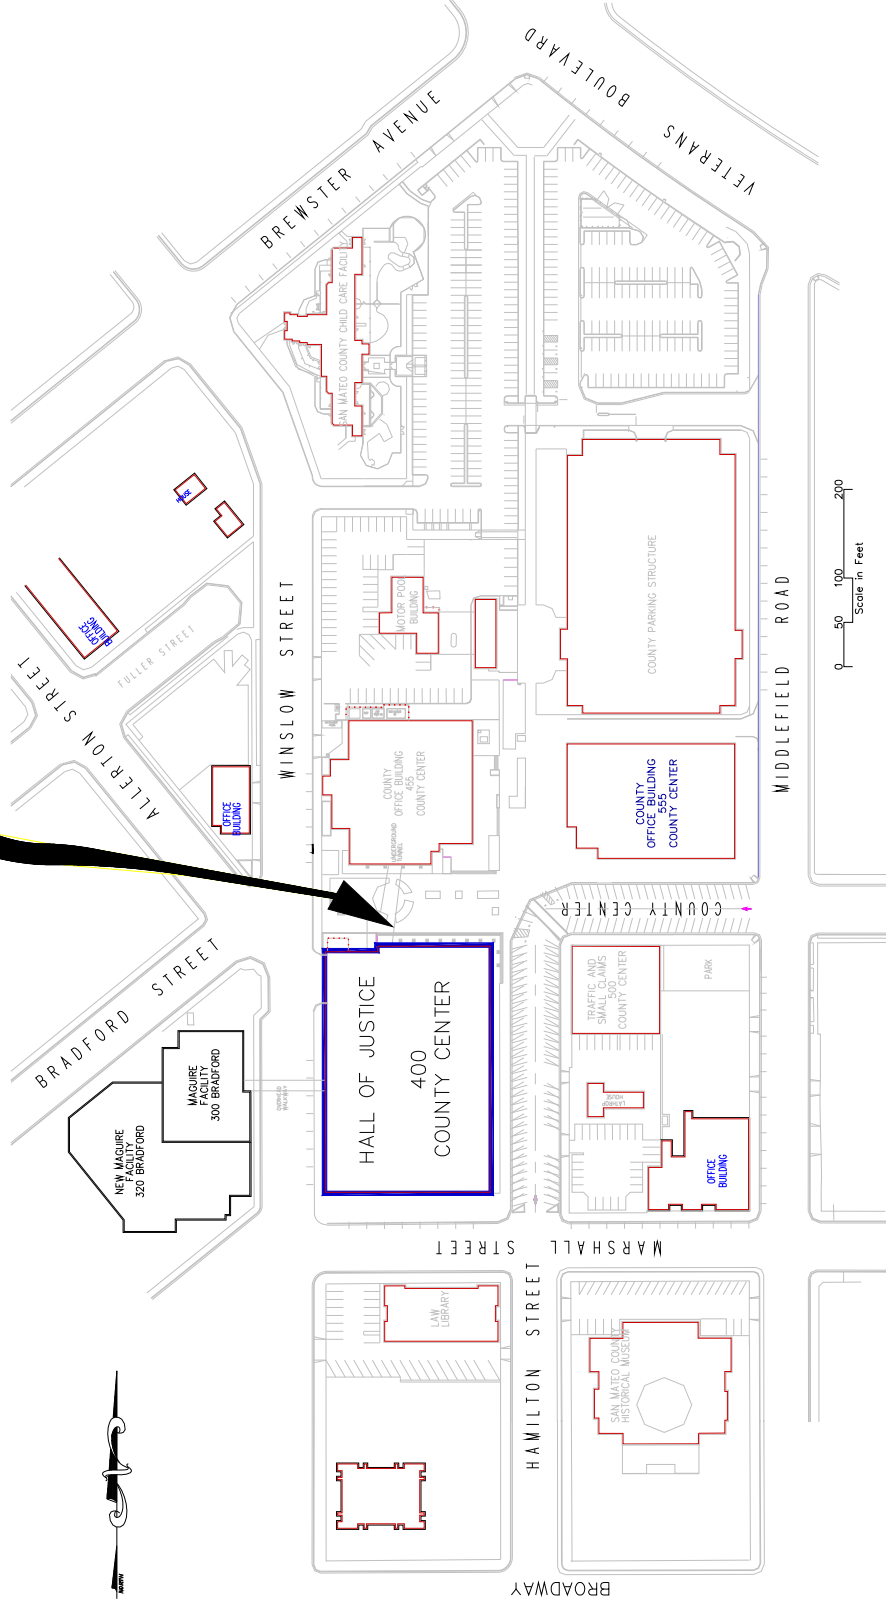 BOULEVARD
VETERANS
BREWSTER AVENUE
SAN MATEO COUNTY CHILD CARE FACILITY
HOUSE
OFFICE
BUILDING
FULLER STREET
ALLERTON STREET
WINSLOW STREET
MOTOR POOL
BUILDING
COUNTY PARKING STRUCTURE
MIDDLEFIELD ROAD
0 50 100 200
Scale in Feet
OFFICE
BUILDING
COUNTY
OFFICE BUILDING
455
COUNTY CENTER
UNDERGROUND
TUNNEL
COUNTY
OFFICE BUILDING
555
COUNTY CENTER
COUNTY CENTER
BRADFORD STREET
MAGUIRE
FACILITY
300 BRADFORD
NEW MAGUIRE
FACILITY
320 BRADFORD
OVERHEAD
WALKWAY
HALL OF JUSTICE
400
COUNTY CENTER
TRAFFIC AND
SMALL CLAIMS
500
COUNTY CENTER
PARK
LATHROP
HOUSE
OFFICE
BUILDING
MARSHALL STREET
HAMILTON STREET
LAW
LIBRARY
SAN MATEO COUNTY
HISTORICAL MUSEUM
BROADWAY
NORTH